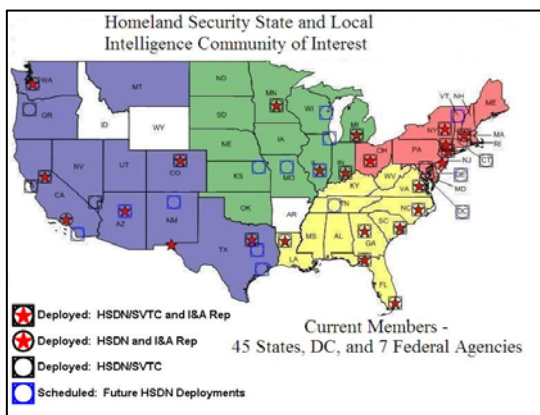 Homeland Security State and Local
Intelligence Community of Interest
WA
MT
ND
MN
OR
ID
WY
SD
WI
MI
VT, NH
ME
NY
MA
RI
CT
NV
UT
CO
NE
IA
KS
MO
IN
OH
PA
NJ
DE
MD
DC
CA
AZ
NM
OK
AR
TN
WV
VA
NC
SC
TX
LA
MS
AL
GA
FL
Deployed: HSDN/SVTC and I&A Rep
Deployed: HSDN and I&A Rep
Deployed: HSDN/SVTC
Scheduled: Future HSDN Deployments
Current Members -
45 States, DC, and 7 Federal Agencies